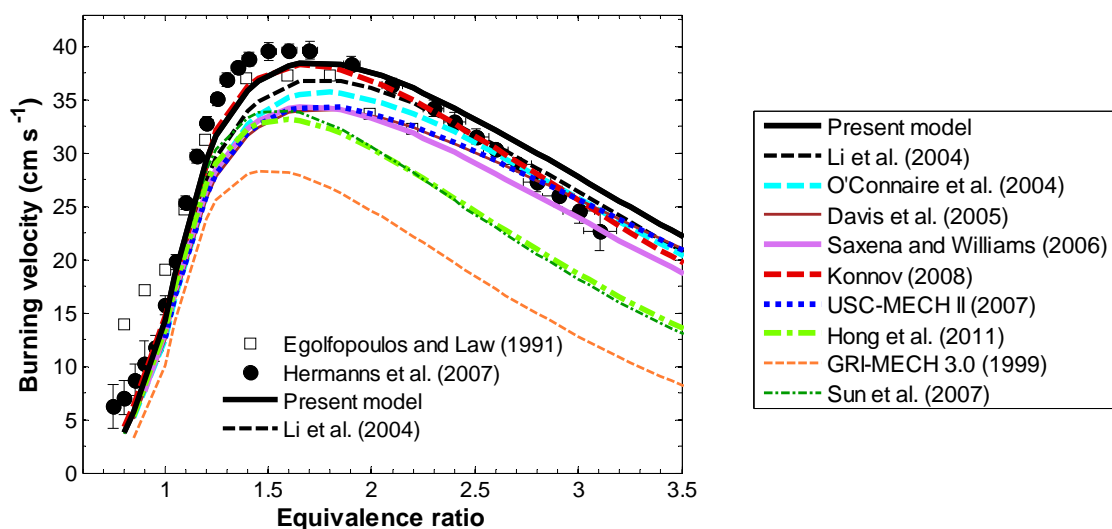 Burning velocity (cm s⁻¹)
40
35
30
25
20
15
10
5
0
Egolfopoulos and Law (1991)
Hermanns et al. (2007)
Present model
Li et al. (2004)
1
1.5
2
2.5
3
3.5
Equivalence ratio
Present model
Li et al. (2004)
O'Connaire et al. (2004)
Davis et al. (2005)
Saxena and Williams (2006)
Konnov (2008)
USC-MECH II (2007)
Hong et al. (2011)
GRI-MECH 3.0 (1999)
Sun et al. (2007)